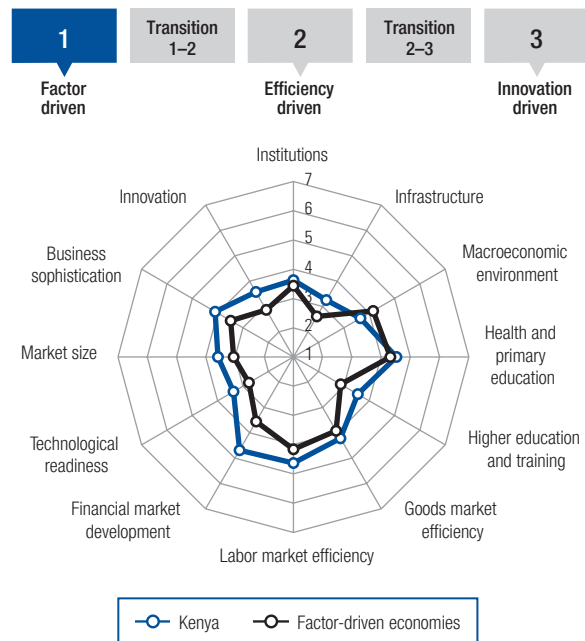 1
Transition
1–2
2
Transition
2–3
3
Factor
driven
Efficiency
driven
Innovation
driven
Institutions
Infrastructure
Macroeconomic
environment
Health and
primary
education
Higher education
and training
Goods market
efficiency
Labor market efficiency
Financial market
development
Technological
readiness
Market size
Business
sophistication
Innovation
7
6
5
4
3
2
1
Kenya
Factor-driven economies